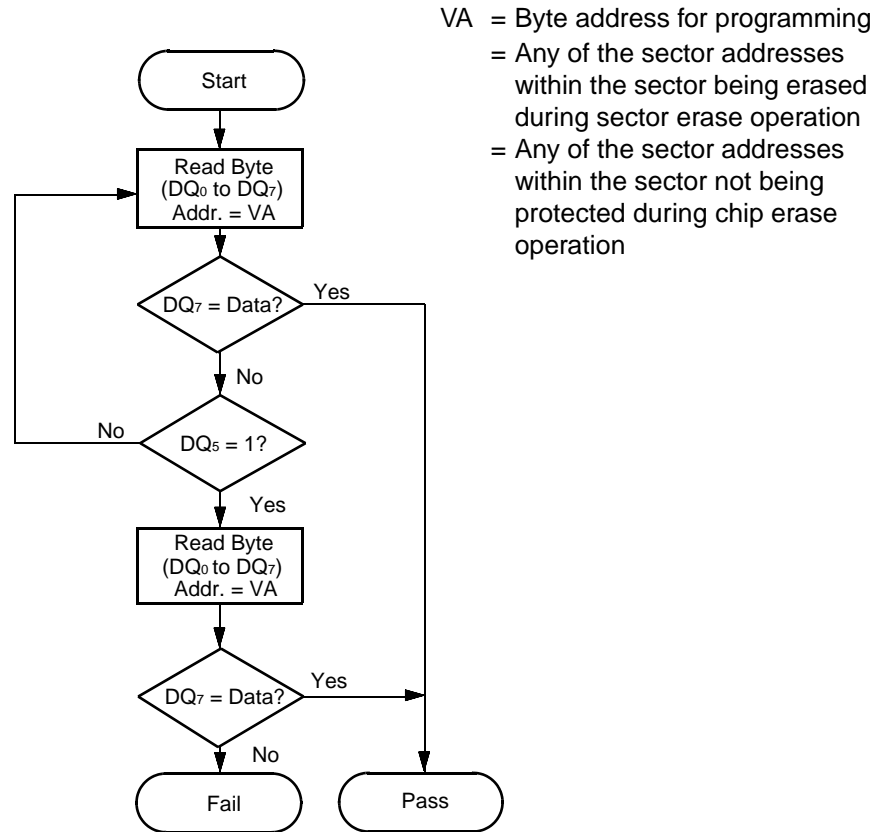 VA = Byte address for programming
= Any of the sector addresses
within the sector being erased
during sector erase operation
= Any of the sector addresses
within the sector not being
protected during chip erase
operation
Start
Read Byte
(DQ0 to DQ7)
Addr. = VA
DQ7 = Data?
Yes
No
DQ5 = 1?
No
Yes
Read Byte
(DQ0 to DQ7)
Addr. = VA
DQ7 = Data?
Yes
No
Fail
Pass